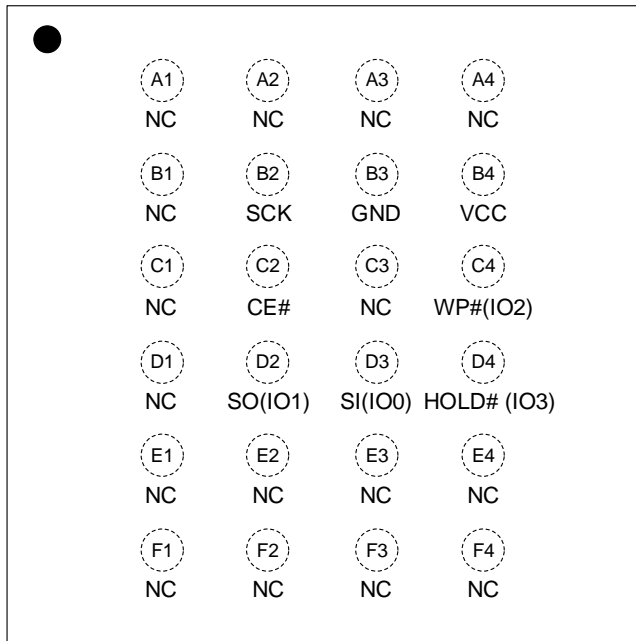 A1 A2 A3 A4
NC NC NC NC
B1 B2 B3 B4
NC SCK GND VCC
C1 C2 C3 C4
NC CE# NC WP#(IO2)
D1 D2 D3 D4
NC SO(IO1) SI(IO0) HOLD# (IO3)
E1 E2 E3 E4
NC NC NC NC
F1 F2 F3 F4
NC NC NC NC